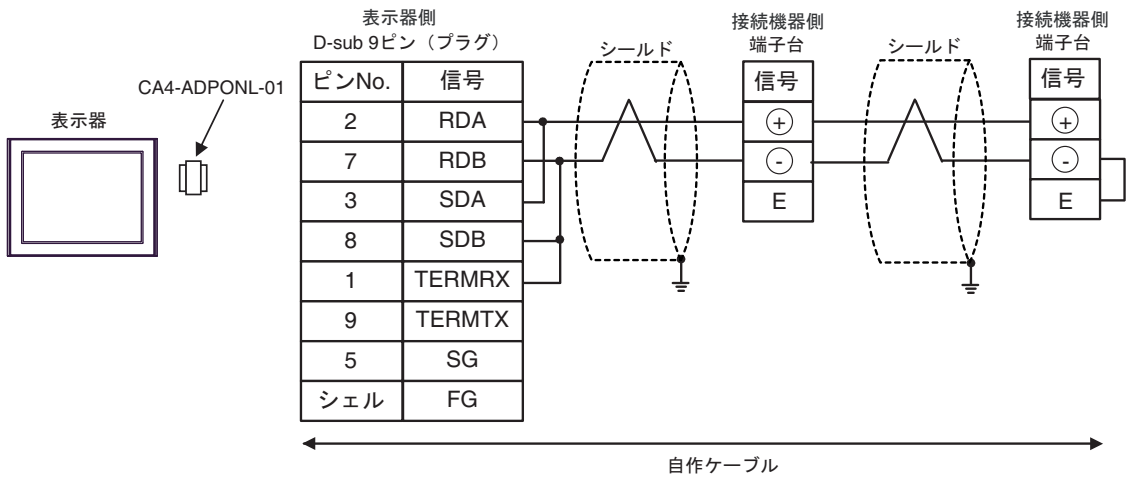 表示器
CA4-ADPONL-01
表示器側
D-sub 9ピン（プラグ）
ピンNo. 信号
2 RDA
7 RDB
3 SDA
8 SDB
1 TERMRX
9 TERMTX
5 SG
シェル FG
シールド
接続機器側
端子台
信号
+
-
E
シールド
接続機器側
端子台
信号
+
-
E
自作ケーブル